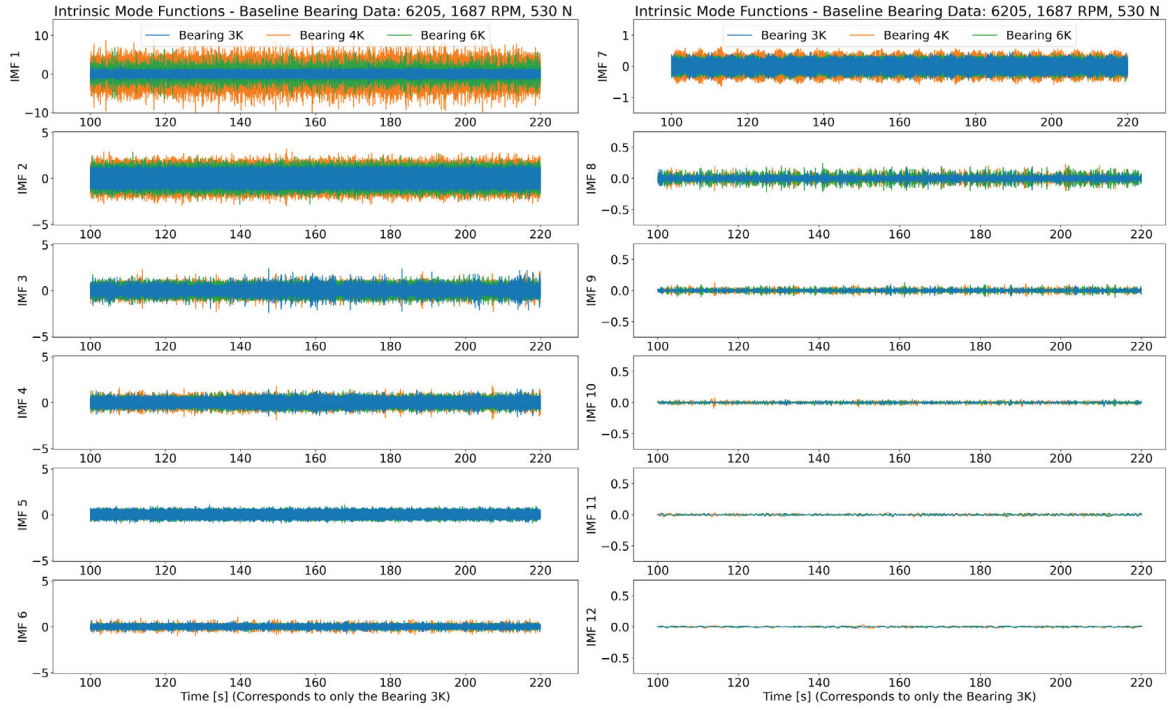 Intrinsic Mode Functions - Baseline Bearing Data: 6205, 1687 RPM, 530 N
Bearing 3K Bearing 4K Bearing 6K
IMF 1
10
0
−10
100 120 140 160 180 200 220
IMF 2
5
0
−5
100 120 140 160 180 200 220
IMF 3
5
0
−5
100 120 140 160 180 200 220
IMF 4
5
0
−5
100 120 140 160 180 200 220
IMF 5
5
0
−5
100 120 140 160 180 200 220
IMF 6
5
0
−5
100 120 140 160 180 200 220
Time [s] (Corresponds to only the Bearing 3K)
Intrinsic Mode Functions - Baseline Bearing Data: 6205, 1687 RPM, 530 N
Bearing 3K Bearing 4K Bearing 6K
IMF 7
1
0
−1
100 120 140 160 180 200 220
IMF 8
0.5
0.0
−0.5
100 120 140 160 180 200 220
IMF 9
0.5
0.0
−0.5
100 120 140 160 180 200 220
IMF 10
0.5
0.0
−0.5
100 120 140 160 180 200 220
IMF 11
0.5
0.0
−0.5
100 120 140 160 180 200 220
IMF 12
0.5
0.0
−0.5
100 120 140 160 180 200 220
Time [s] (Corresponds to only the Bearing 3K)